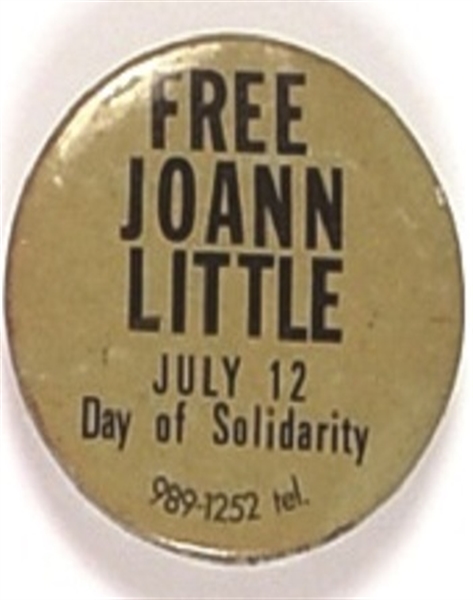 FREE
JOANN
LITTLE
JULY 12
Day of Solidarity
989-1252 tel.